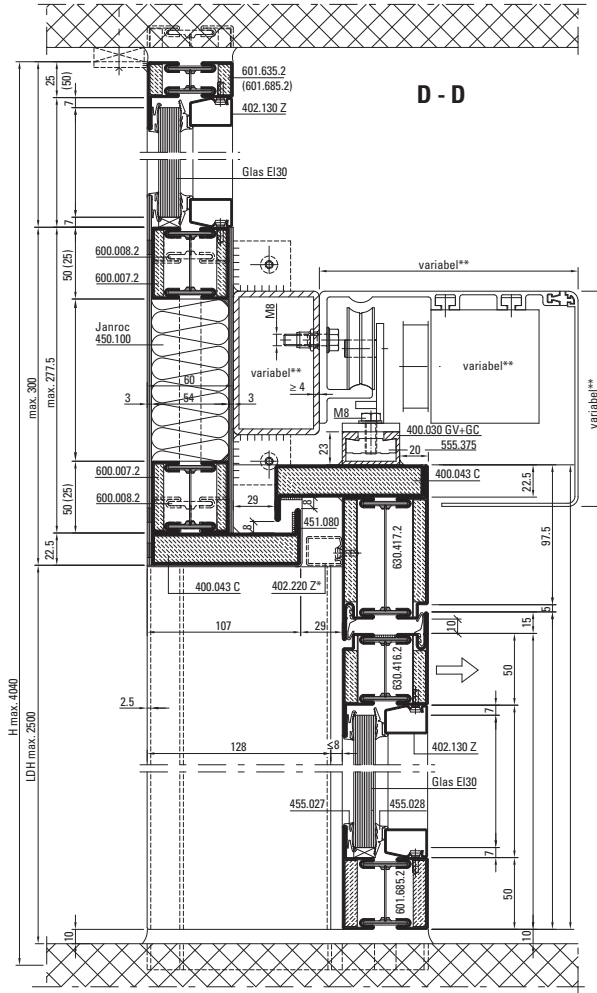 D - D
601.635.2
(601.685.2)
402.130 Z
25
(50)
7
Glas EI30
7
600.008.2
600.007.2
50 (25)
variabel**
Janroc
450.100
M8
60
variabel**
variabel**
variabel**
3
54
3
≥ 4
max. 300
max. 277.5
M8
400.030 GV+GC
23
20
555.375
600.007.2
400.043 C
600.008.2
50 (25)
29
8
22.5
451.080
8
22.5
97.5
630.417.2
400.043 C
402.220 Z*
5
107
29
10
15
630.416.2
50
2.5
7
128
≤8
402.130 Z
H max. 4040
LDH max. 2500
Glas EI30
455.027
455.028
7
601.685.2
50
10
10